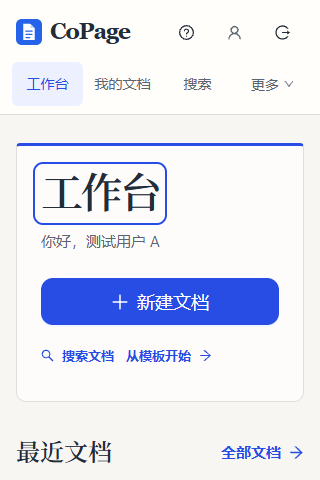 CoPage
工作台 我的文档 搜索 更多
工作台
你好，测试用户 A
新建文档
搜索文档 从模板开始
最近文档 全部文档